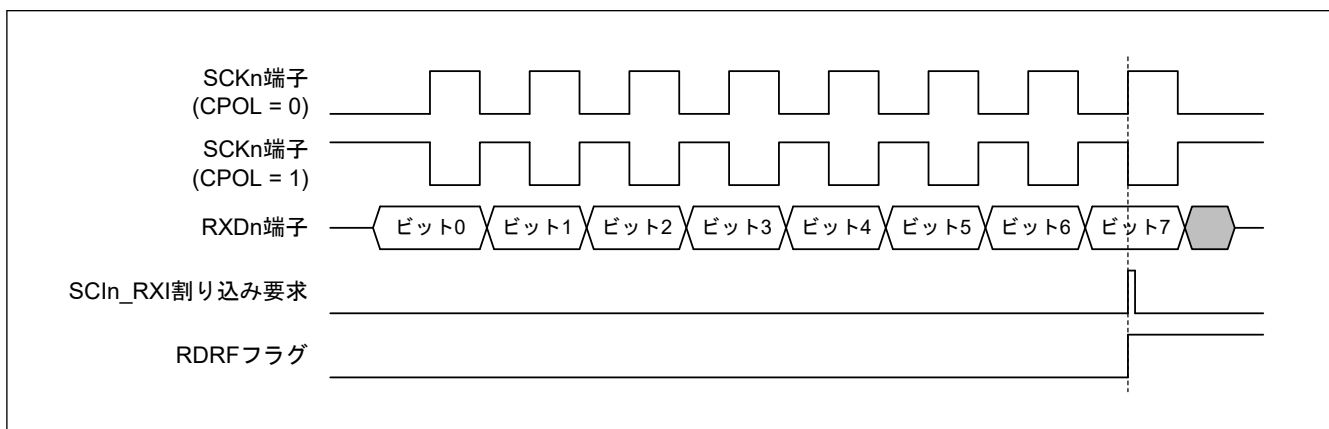 SCKn端子
(CPOL = 0)
SCKn端子
(CPOL = 1)
RXDn端子
ビット0 ビット1 ビット2 ビット3 ビット4 ビット5 ビット6 ビット7
SCIn_RXI割り込み要求
RDRFフラグ